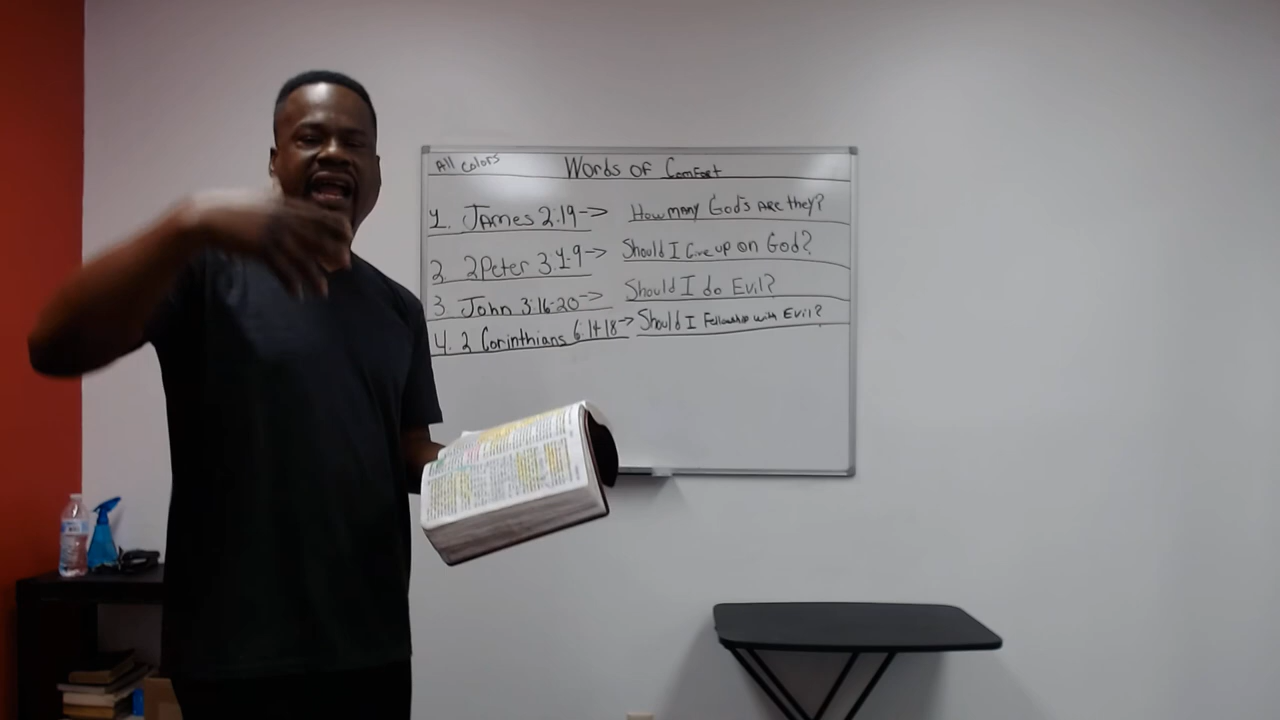 All Colors
Words of Comfort
1. James 2:19-> How many God's are they?
2. 2Peter 3:4-9-> Should I Give up on God?
3 John 3:16-20-> Should I do Evil?
4. 2 Corinthians 6:14-18-> Should I Fellowship with Evil?